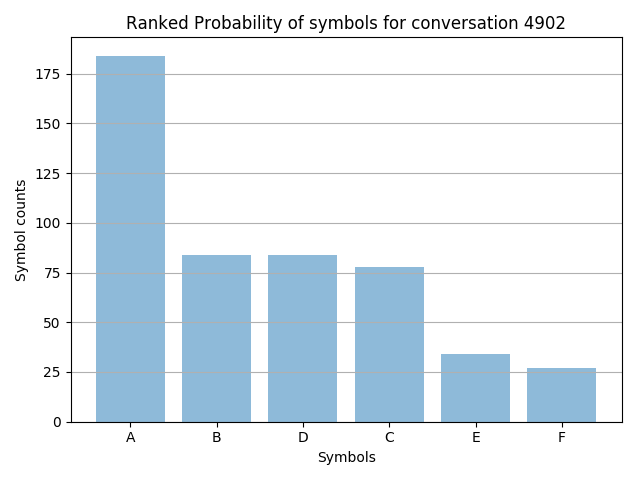 Ranked Probability of symbols for conversation 4902
Symbol counts
175
150
125
100
75
50
25
0
A B D C E F
Symbols